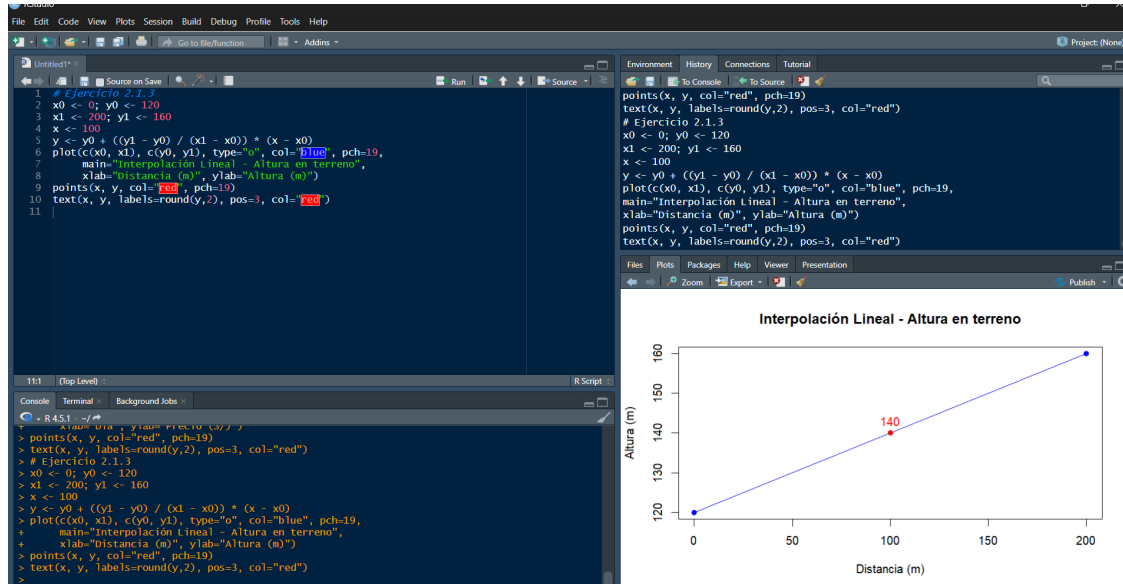 RStudio
File Edit Code View Plots Session Build Debug Profile Tools Help
Go to file/function Addins Project: (None)
Untitled1*
Source on Save Run Source
1 # Ejercicio 2.1.3
2 x0 <- 0; y0 <- 120
3 x1 <- 200; y1 <- 160
4 x <- 100
5 y <- y0 + ((y1 - y0) / (x1 - x0)) * (x - x0)
6 plot(c(x0, x1), c(y0, y1), type="o", col="blue", pch=19,
7 main="Interpolación Lineal - Altura en terreno",
8 xlab="Distancia (m)", ylab="Altura (m)")
9 points(x, y, col="red", pch=19)
10 text(x, y, labels=round(y,2), pos=3, col="red")
11
11:1 (Top Level) R Script
Console Terminal Background Jobs
R 4.5.1 · ~/
+ xlab="Día", ylab="Precio (S/)")
> points(x, y, col="red", pch=19)
> text(x, y, labels=round(y,2), pos=3, col="red")
> # Ejercicio 2.1.3
> x0 <- 0; y0 <- 120
> x1 <- 200; y1 <- 160
> x <- 100
> y <- y0 + ((y1 - y0) / (x1 - x0)) * (x - x0)
> plot(c(x0, x1), c(y0, y1), type="o", col="blue", pch=19,
+ main="Interpolación Lineal - Altura en terreno",
+ xlab="Distancia (m)", ylab="Altura (m)")
> points(x, y, col="red", pch=19)
> text(x, y, labels=round(y,2), pos=3, col="red")
>
Environment History Connections Tutorial
To Console To Source
points(x, y, col="red", pch=19)
text(x, y, labels=round(y,2), pos=3, col="red")
# Ejercicio 2.1.3
x0 <- 0; y0 <- 120
x1 <- 200; y1 <- 160
x <- 100
y <- y0 + ((y1 - y0) / (x1 - x0)) * (x - x0)
plot(c(x0, x1), c(y0, y1), type="o", col="blue", pch=19,
main="Interpolación Lineal - Altura en terreno",
xlab="Distancia (m)", ylab="Altura (m)")
points(x, y, col="red", pch=19)
text(x, y, labels=round(y,2), pos=3, col="red")
Files Plots Packages Help Viewer Presentation
Zoom Export Publish
Interpolación Lineal - Altura en terreno
Altura (m)
160
150
140
130
120
140
0 50 100 150 200
Distancia (m)